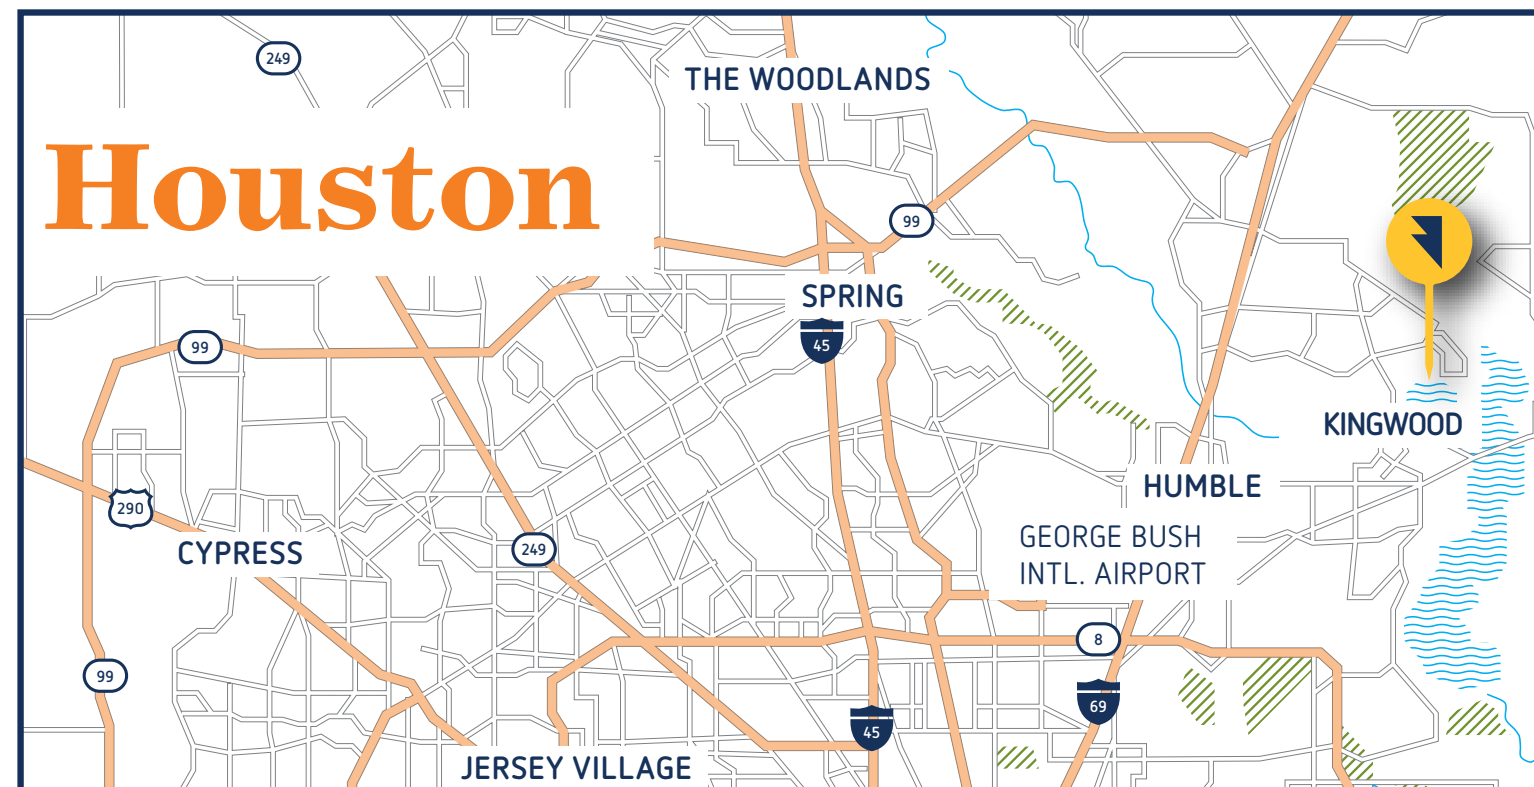 249
THE WOODLANDS
Houston
99
SPRING
45
99
KINGWOOD
HUMBLE
290
GEORGE BUSH
INTL. AIRPORT
CYPRESS
249
8
99
69
45
JERSEY VILLAGE